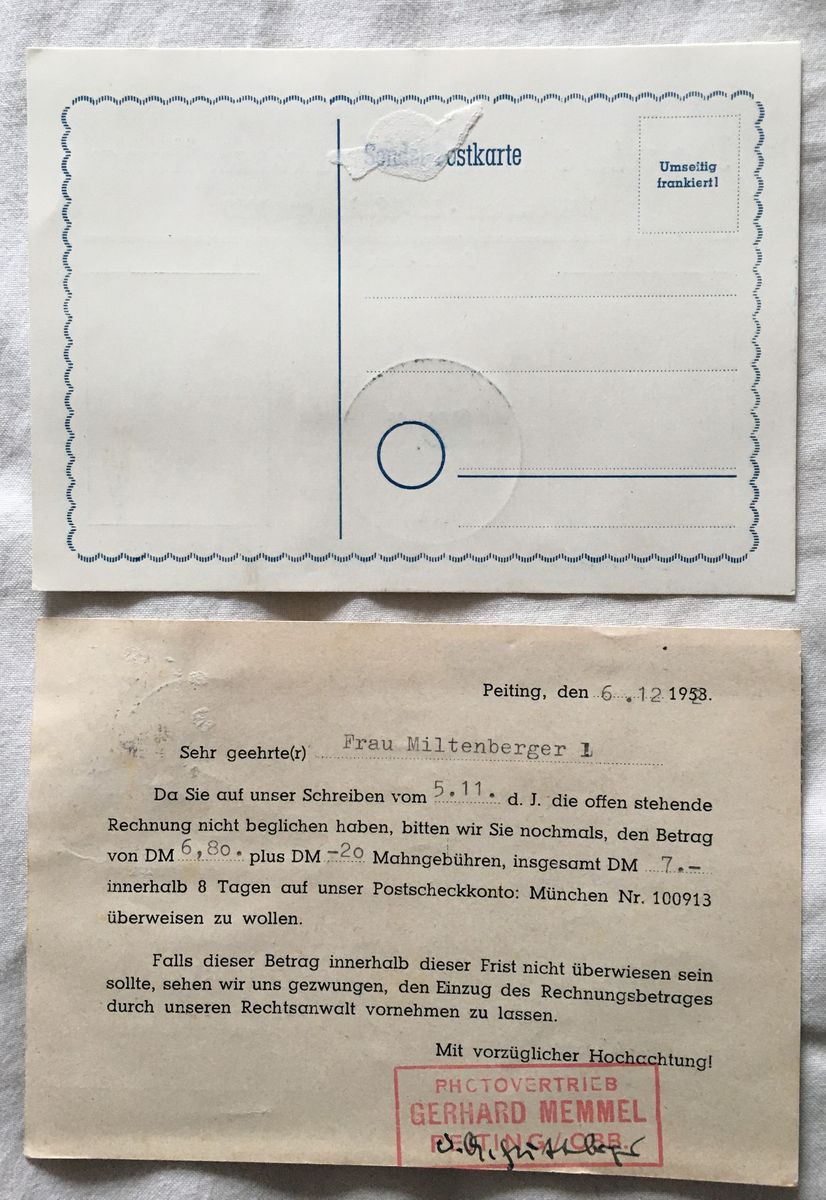 Sonder-Postkarte
Umseitig
frankiert!
Peiting, den 6.12 1953.
Sehr geehrte(r) Frau Miltenberger L
Da Sie auf unser Schreiben vom 5.11. d. J. die offen stehende
Rechnung nicht beglichen haben, bitten wir Sie nochmals, den Betrag
von DM 6,80. plus DM -20 Mahngebühren, insgesamt DM 7.-
innerhalb 8 Tagen auf unser Postscheckkonto: München Nr. 100913
überweisen zu wollen.
Falls dieser Betrag innerhalb dieser Frist nicht überwiesen sein
sollte, sehen wir uns gezwungen, den Einzug des Rechnungsbetrages
durch unseren Rechtsanwalt vornehmen zu lassen.
Mit vorzüglicher Hochachtung!
PHOTOVERTRIEB
GERHARD MEMMEL
PEITING/OBB.